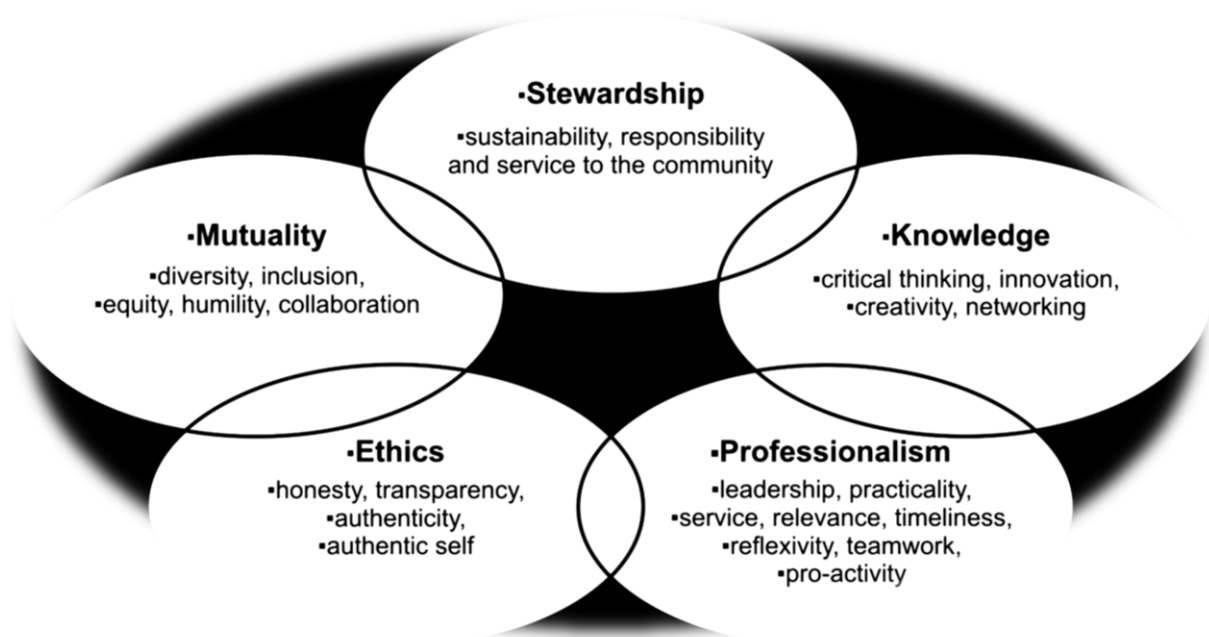 ▪Stewardship
▪sustainability, responsibility
and service to the community
▪Mutuality
▪diversity, inclusion,
▪equity, humility, collaboration
▪Knowledge
▪critical thinking, innovation,
▪creativity, networking
▪Ethics
▪honesty, transparency,
▪authenticity,
▪authentic self
▪Professionalism
▪leadership, practicality,
▪service, relevance, timeliness,
▪reflexivity, teamwork,
▪pro-activity